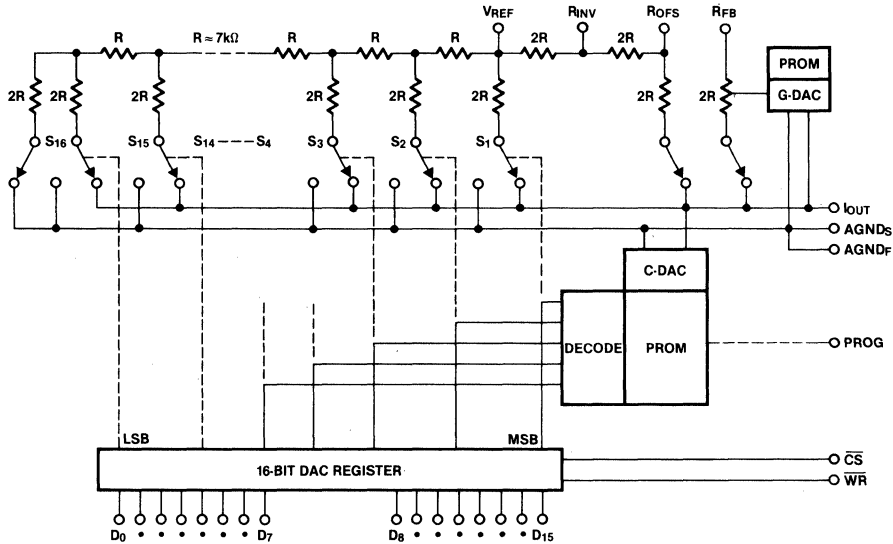 VREF RINV ROFS RFB
R R ≈ 7kΩ R R 2R 2R
PROM
G-DAC
2R 2R 2R 2R 2R 2R 2R 2R
S16 S15 S14 ---- S4 S3 S2 S1
IOUT
AGNDS
AGNDF
C-DAC
DECODE PROM PROG
LSB MSB
16-BIT DAC REGISTER
CS
WR
D0 • • • • • • D7 D8 • • • • • • D15